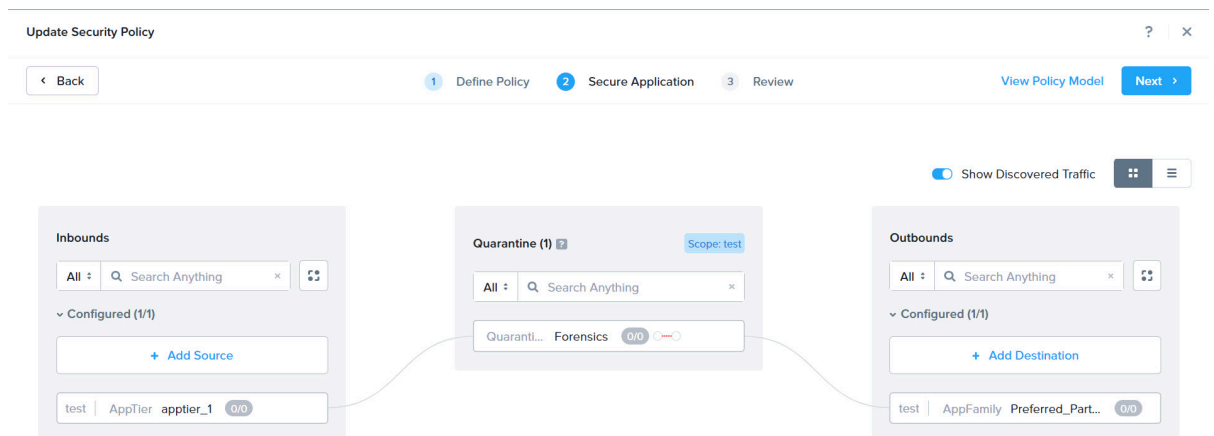 Update Security Policy
?
×
Back
1 Define Policy
2 Secure Application
3 Review
View Policy Model
Next
Show Discovered Traffic
Inbounds
All
Search Anything
Configured (1/1)
+ Add Source
test AppTier apptier_1 0/0
Quarantine (1) ?
Scope: test
All
Search Anything
Quaranti... Forensics 0/0
Outbounds
All
Search Anything
Configured (1/1)
+ Add Destination
test AppFamily Preferred_Part... 0/0